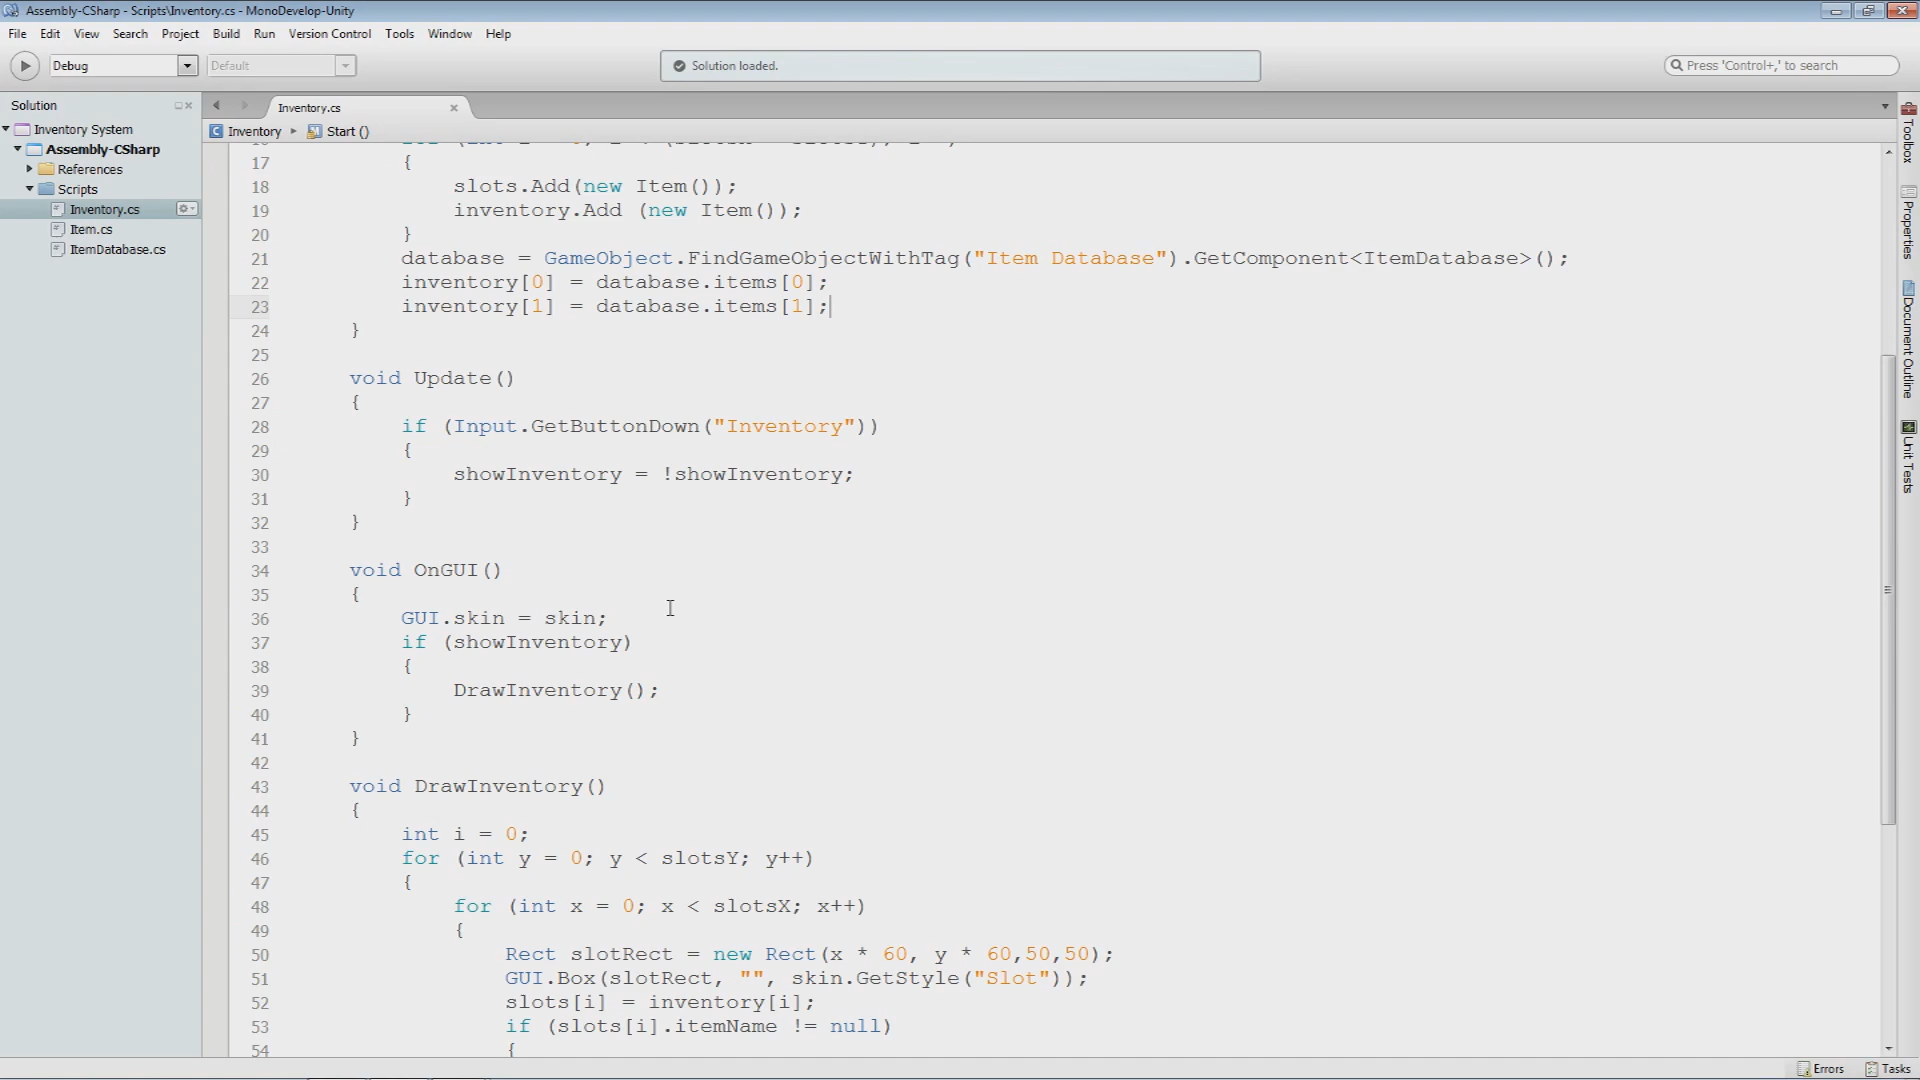 Assembly-CSharp - Scripts\Inventory.cs - MonoDevelop-Unity
File Edit View Search Project Build Run Version Control Tools Window Help
Debug Default Solution loaded. Press 'Control+,' to search
Solution
Inventory System
Assembly-CSharp
References
Scripts
Inventory.cs
Item.cs
ItemDatabase.cs
Inventory.cs
Inventory Start ()
17 {
18 slots.Add(new Item());
19 inventory.Add (new Item());
20 }
21 database = GameObject.FindGameObjectWithTag("Item Database").GetComponent<ItemDatabase>();
22 inventory[0] = database.items[0];
23 inventory[1] = database.items[1];
24 }
25
26 void Update()
27 {
28 if (Input.GetButtonDown("Inventory"))
29 {
30 showInventory = !showInventory;
31 }
32 }
33
34 void OnGUI()
35 {
36 GUI.skin = skin;
37 if (showInventory)
38 {
39 DrawInventory();
40 }
41 }
42
43 void DrawInventory()
44 {
45 int i = 0;
46 for (int y = 0; y < slotsY; y++)
47 {
48 for (int x = 0; x < slotsX; x++)
49 {
50 Rect slotRect = new Rect(x * 60, y * 60,50,50);
51 GUI.Box(slotRect, "", skin.GetStyle("Slot"));
52 slots[i] = inventory[i];
53 if (slots[i].itemName != null)
54 {
Toolbox
Properties
Document Outline
Unit Tests
Errors Tasks